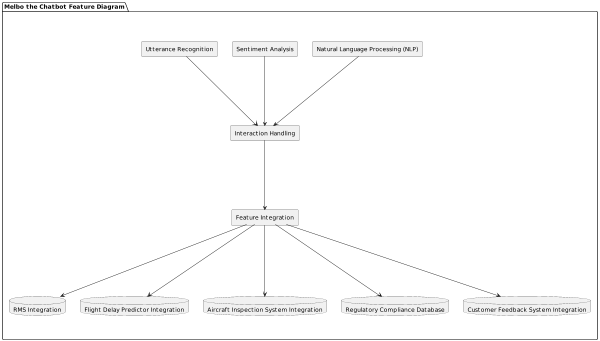 Melbo the Chatbot Feature Diagram
Utterance Recognition
Sentiment Analysis
Natural Language Processing (NLP)
Interaction Handling
Feature Integration
RMS Integration
Flight Delay Predictor Integration
Aircraft Inspection System Integration
Regulatory Compliance Database
Customer Feedback System Integration